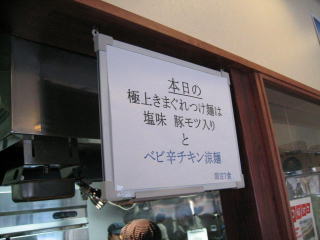 本日の
極上きまぐれつけ麺は
塩味 豚モツ入り
と
ベビ辛チキン涼麺